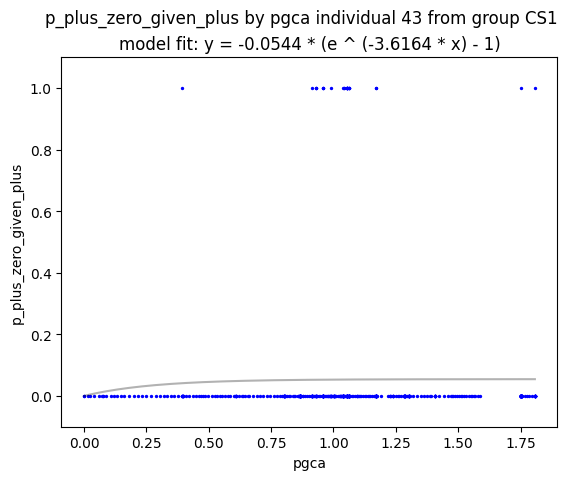 p_plus_zero_given_plus by pgca individual 43 from group CS1
model fit: y = -0.0544 * (e ^ (-3.6164 * x) - 1)
1.0
0.8
0.6
0.4
0.2
0.0
p_plus_zero_given_plus
0.00 0.25 0.50 0.75 1.00 1.25 1.50 1.75
pgca